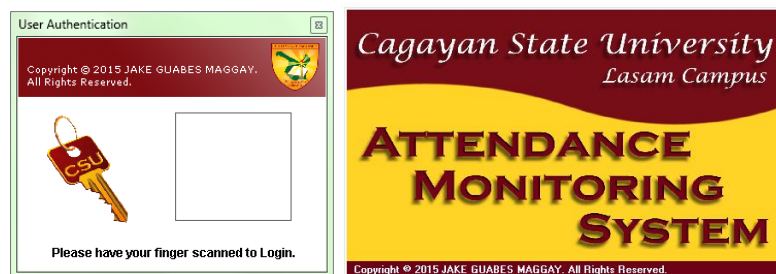 User Authentication
Copyright © 2015 JAKE GUABES MAGGAY.
All Rights Reserved.
CSU
Please have your finger scanned to Login.
Cagayan State University
Lasam Campus
ATTENDANCE
MONITORING
SYSTEM
Copyright © 2015 JAKE GUABES MAGGAY. All Rights Reserved.